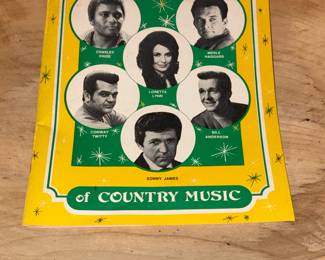 CHARLEY
PRIDE
MERLE
HAGGARD
LORETTA
LYNN
CONWAY
TWITTY
BILL
ANDERSON
SONNY JAMES
of COUNTRY MUSIC